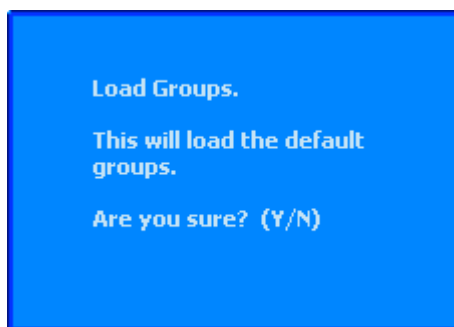 Load Groups.
This will load the default
groups.
Are you sure?  (Y/N)